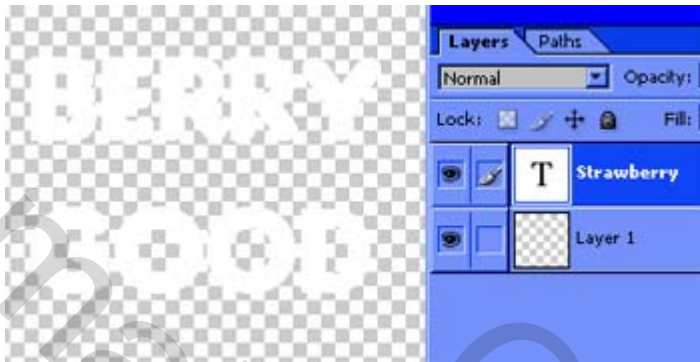 BERRY
GOOD
Layers Paths
Normal Opacity:
Lock: Fill:
T Strawberry
Layer 1